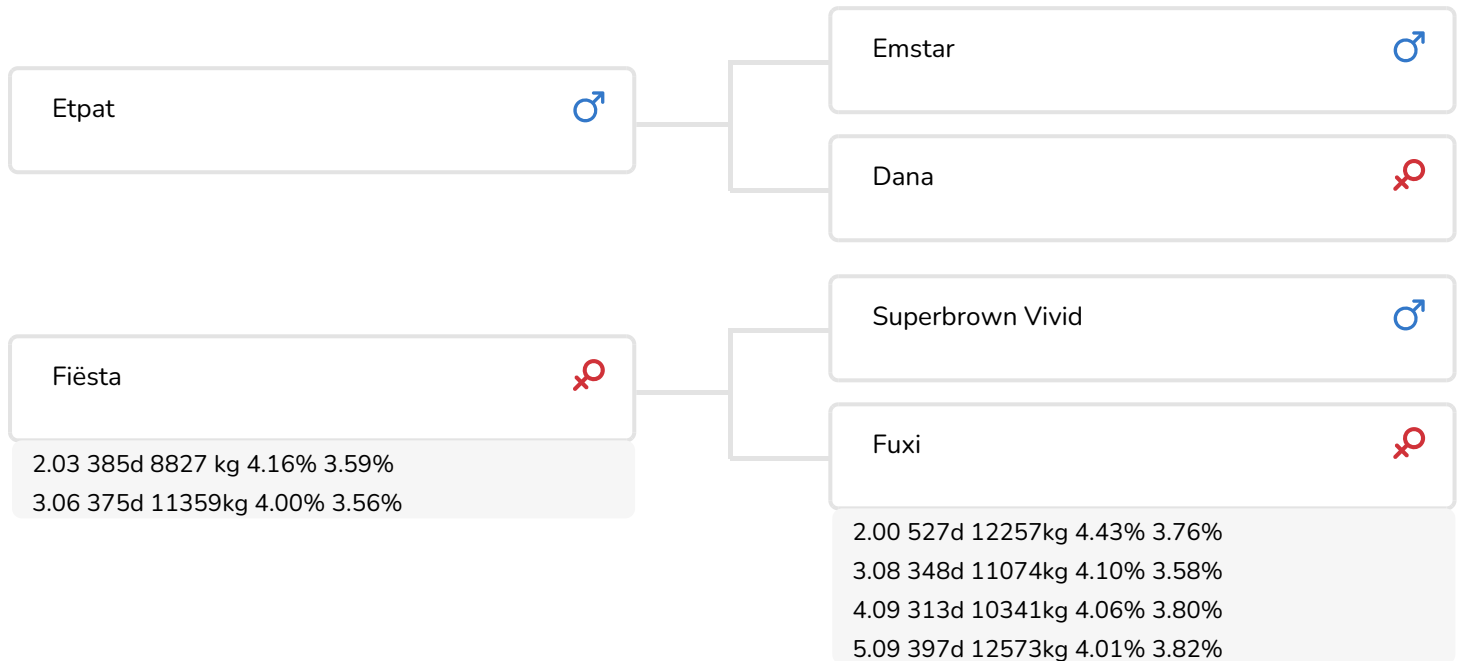 Emstar
Etpat
Dana
Superbrown Vivid
Fiësta
2.03 385d 8827 kg 4.16% 3.59%
3.06 375d 11359kg 4.00% 3.56%
Fuxi
2.00 527d 12257kg 4.43% 3.76%
3.08 348d 11074kg 4.10% 3.58%
4.09 313d 10341kg 4.06% 3.80%
5.09 397d 12573kg 4.01% 3.82%